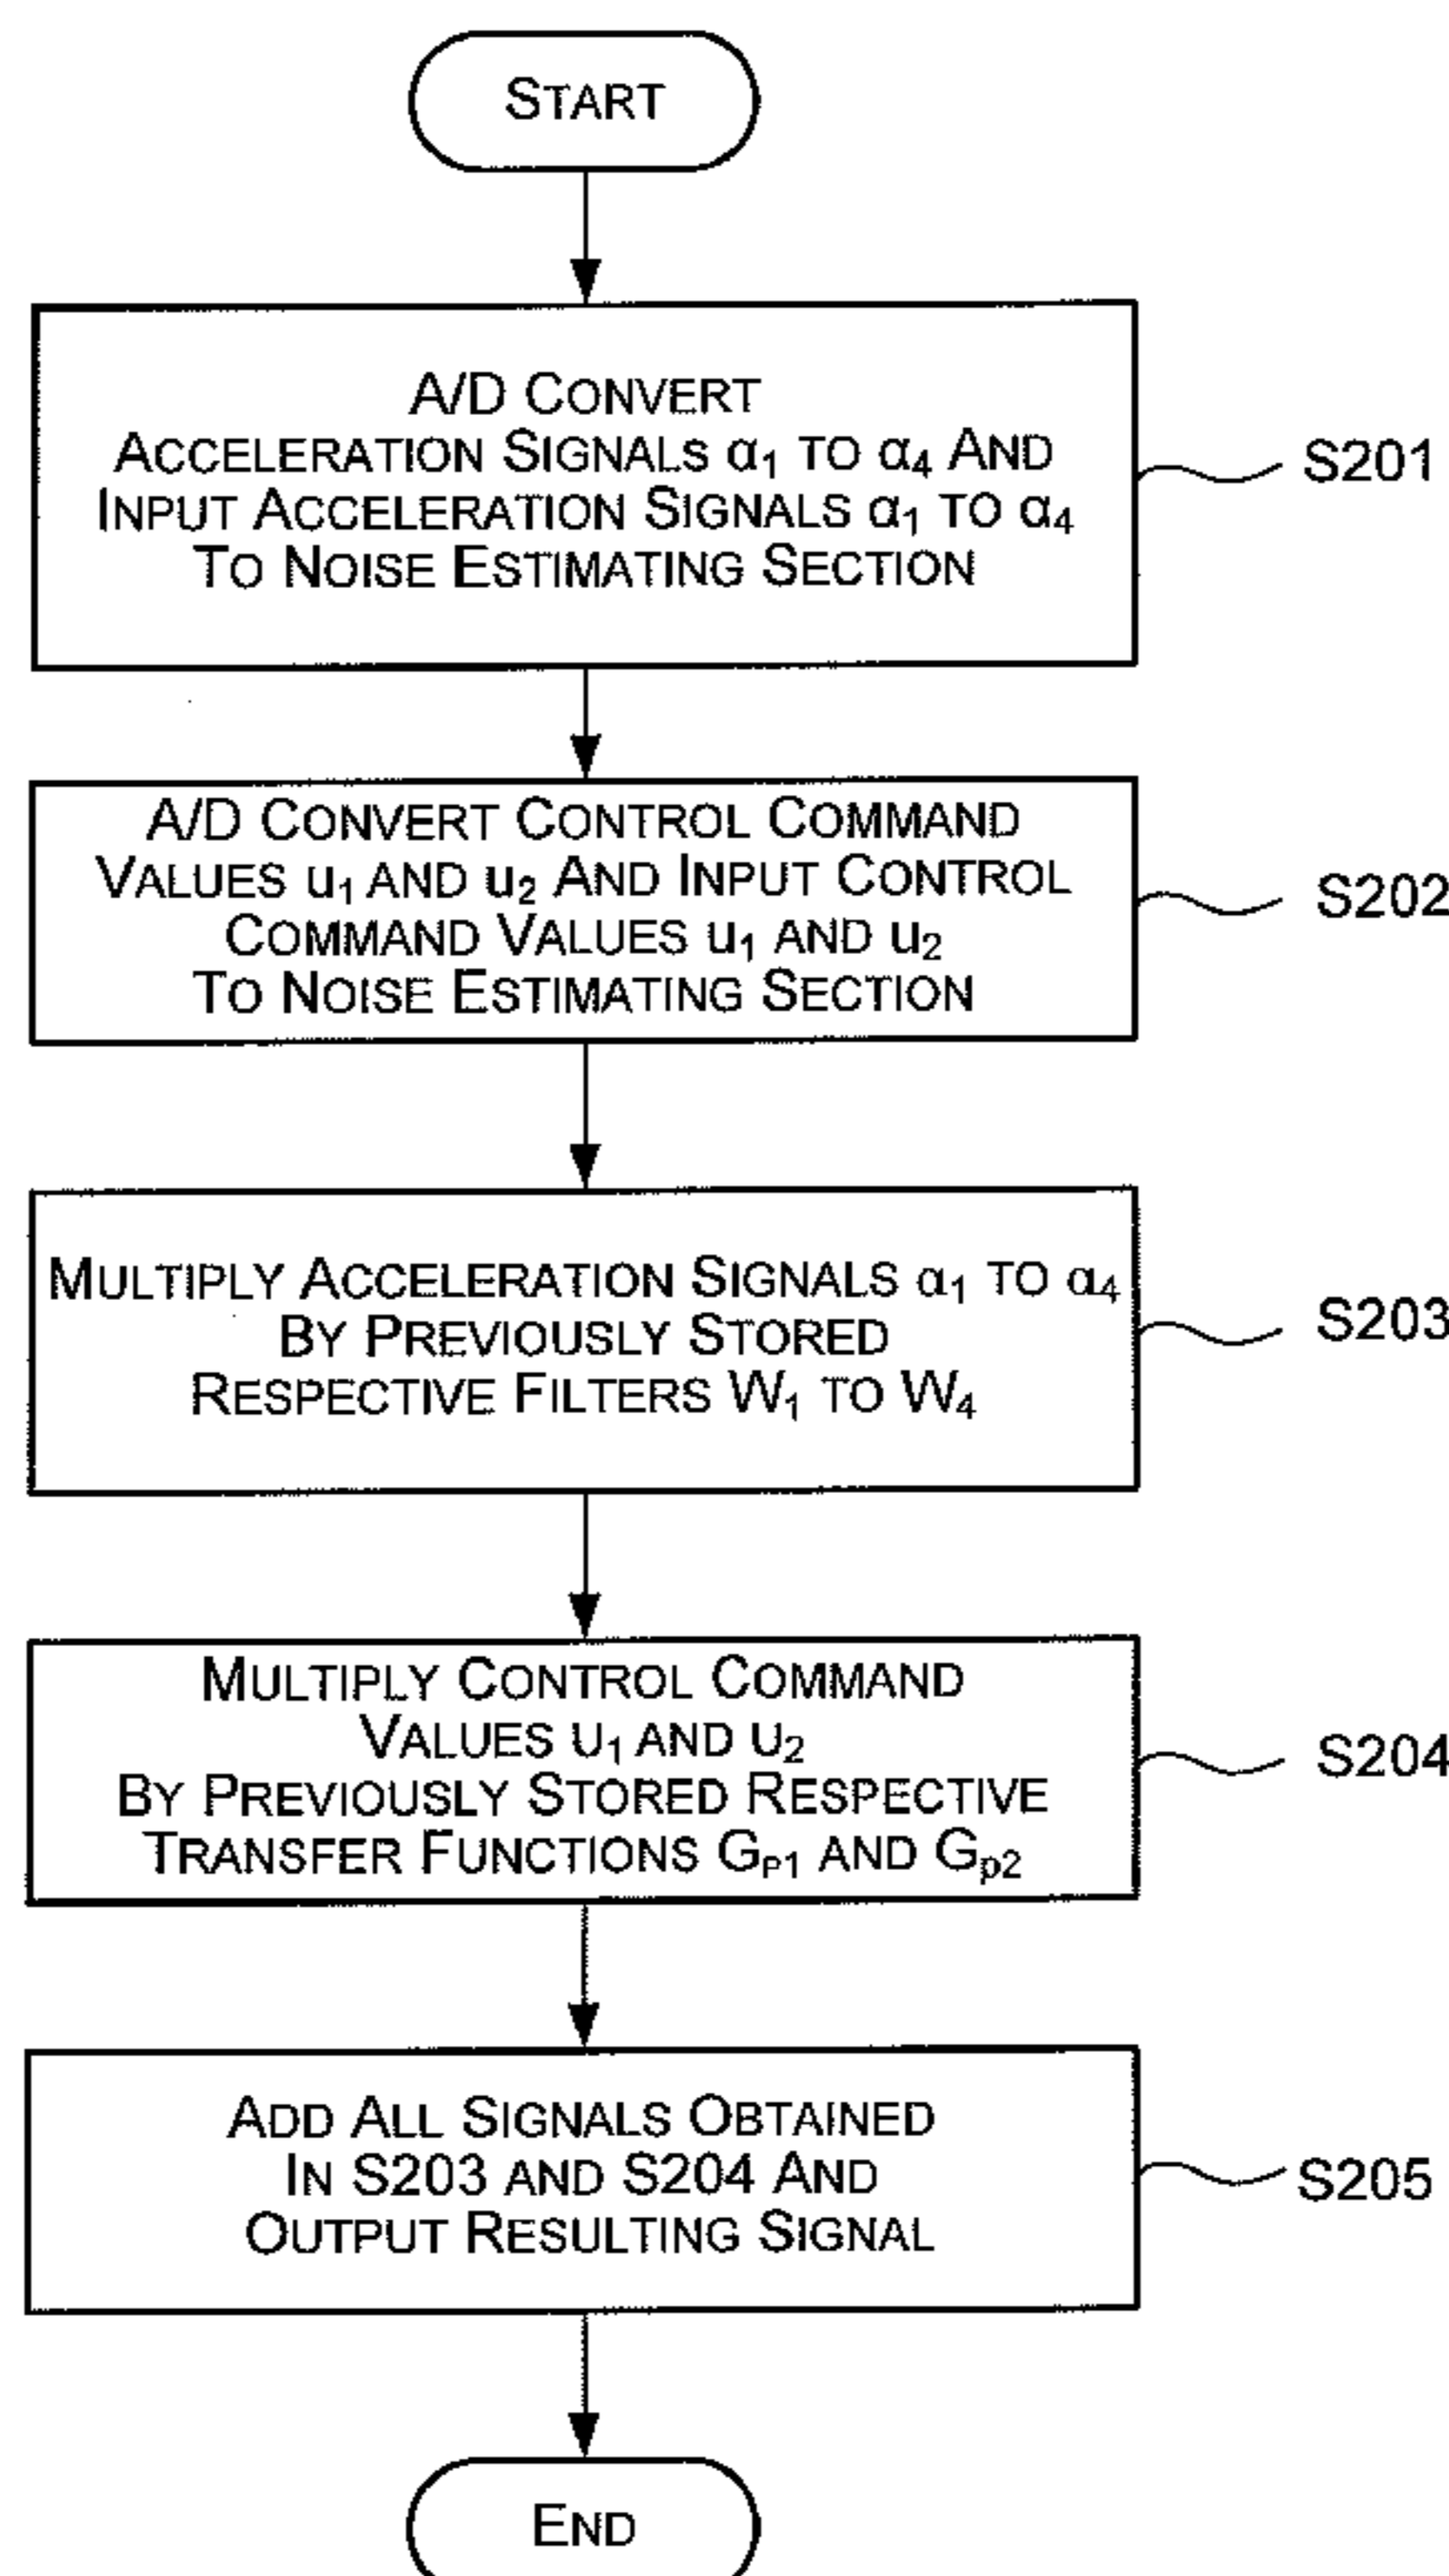 START
A/D CONVERT
ACCELERATION SIGNALS α₁ TO α₄ AND
INPUT ACCELERATION SIGNALS α₁ TO α₄
TO NOISE ESTIMATING SECTION
S201
A/D CONVERT CONTROL COMMAND
VALUES u₁ AND u₂ AND INPUT CONTROL
COMMAND VALUES u₁ AND u₂
TO NOISE ESTIMATING SECTION
S202
MULTIPLY ACCELERATION SIGNALS α₁ TO α₄
BY PREVIOUSLY STORED
RESPECTIVE FILTERS W₁ TO W₄
S203
MULTIPLY CONTROL COMMAND
VALUES U₁ AND U₂
BY PREVIOUSLY STORED RESPECTIVE
TRANSFER FUNCTIONS G_P1 AND G_p2
S204
ADD ALL SIGNALS OBTAINED
IN S203 AND S204 AND
OUTPUT RESULTING SIGNAL
S205
END